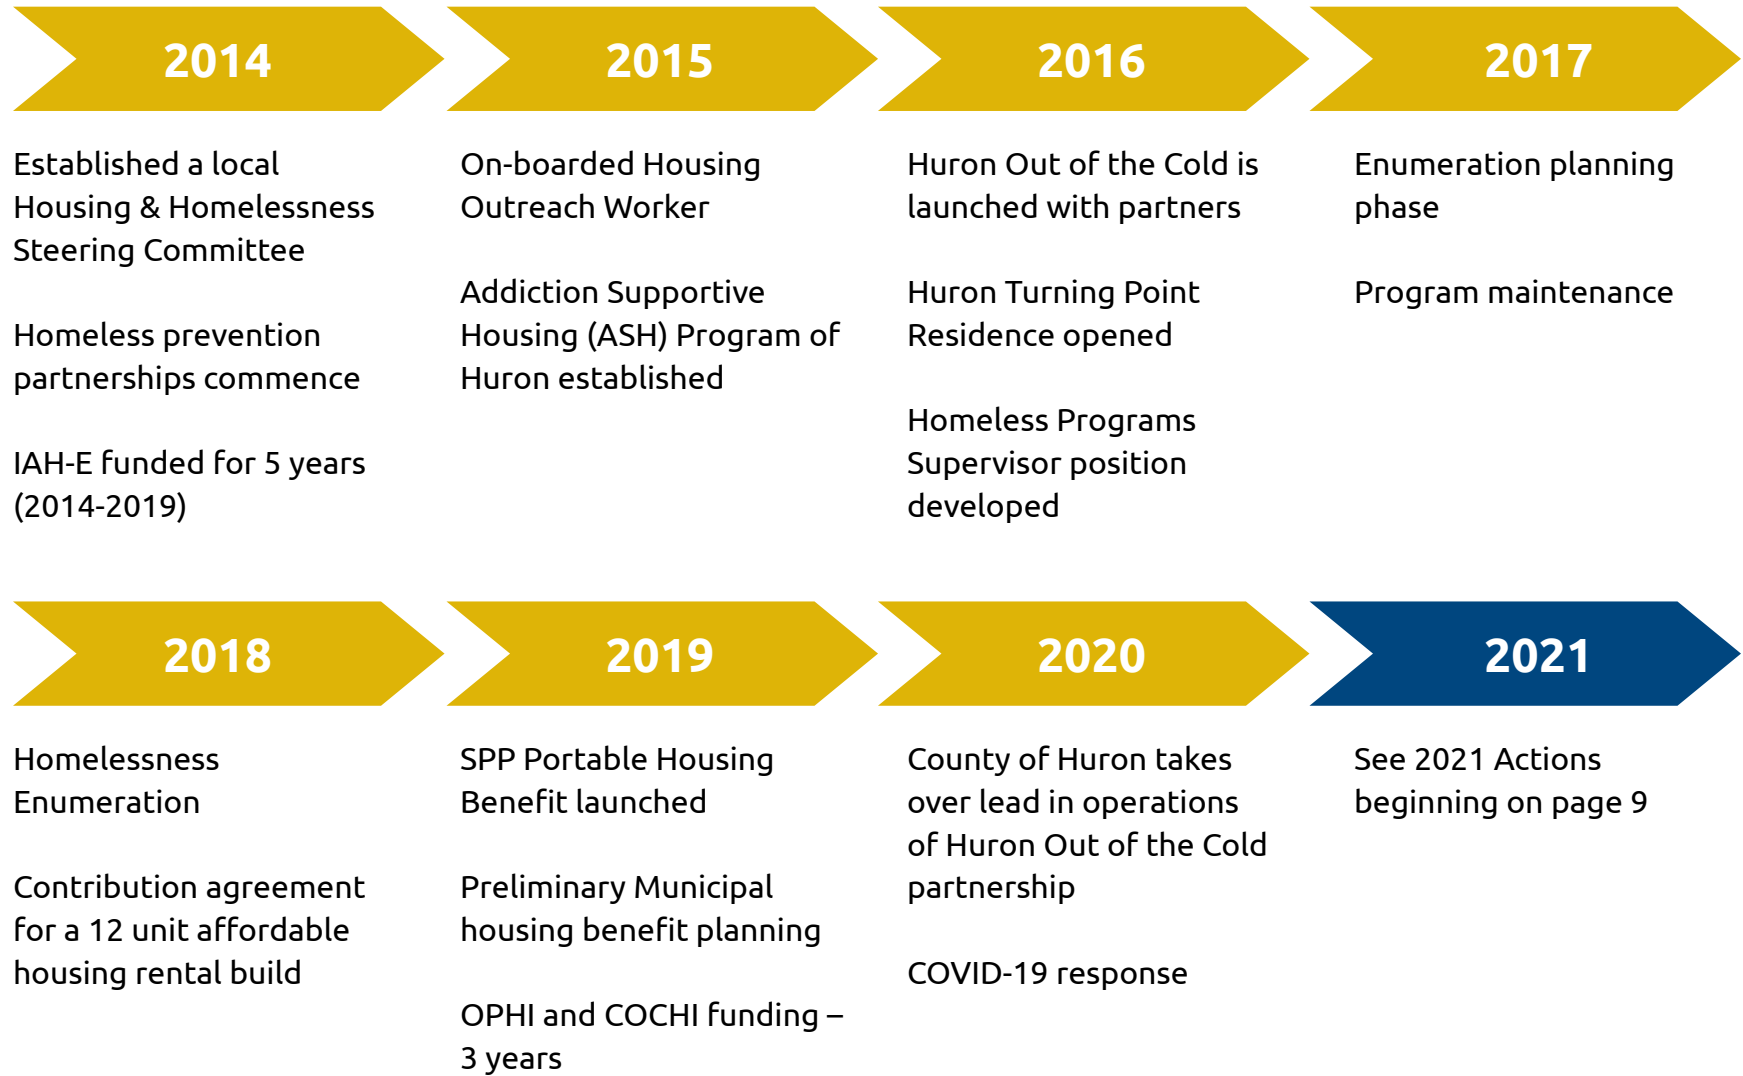 2014
Established a local
Housing & Homelessness
Steering Committee
Homeless prevention
partnerships commence
IAH-E funded for 5 years
(2014-2019)
2015
On-boarded Housing
Outreach Worker
Addiction Supportive
Housing (ASH) Program of
Huron established
2016
Huron Out of the Cold is
launched with partners
Huron Turning Point
Residence opened
Homeless Programs
Supervisor position
developed
2017
Enumeration planning
phase
Program maintenance
2018
Homelessness
Enumeration
Contribution agreement
for a 12 unit affordable
housing rental build
2019
SPP Portable Housing
Benefit launched
Preliminary Municipal
housing benefit planning
OPHI and COCHI funding –
3 years
2020
County of Huron takes
over lead in operations
of Huron Out of the Cold
partnership
COVID-19 response
2021
See 2021 Actions
beginning on page 9